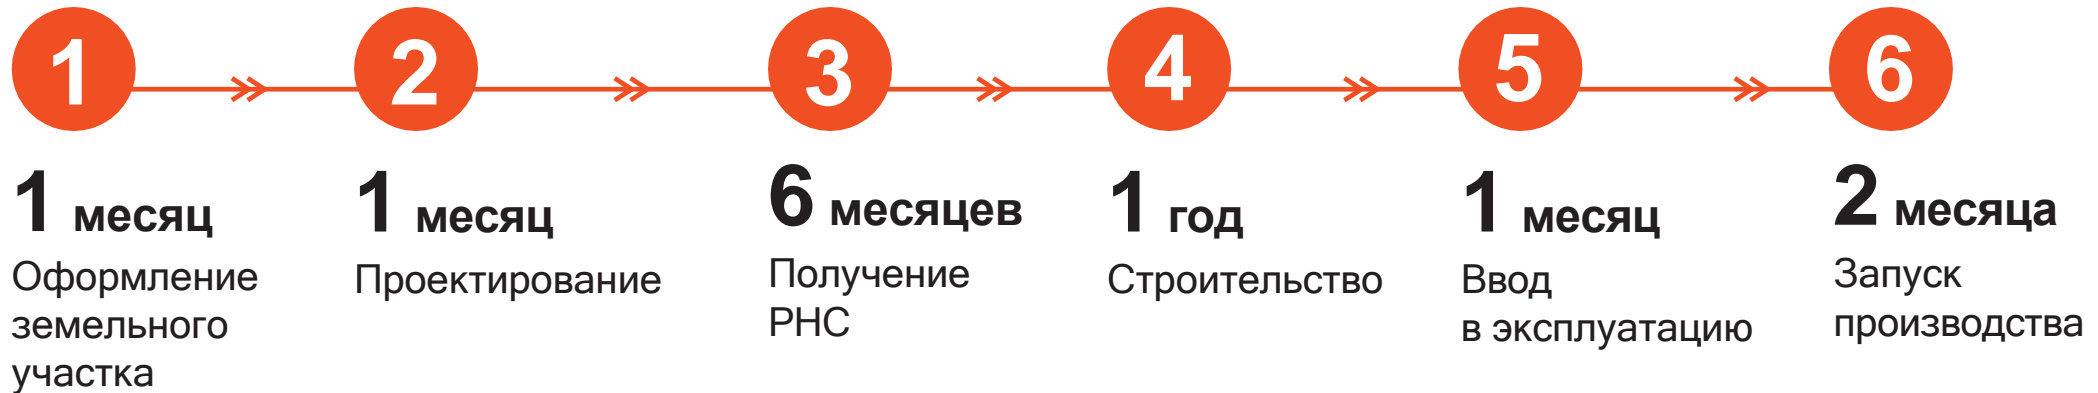 1
1 месяц
Оформление
земельного
участка
2
1 месяц
Проектирование
3
6 месяцев
Получение
РНС
4
1 год
Строительство
5
1 месяц
Ввод
в эксплуатацию
6
2 месяца
Запуск
производства